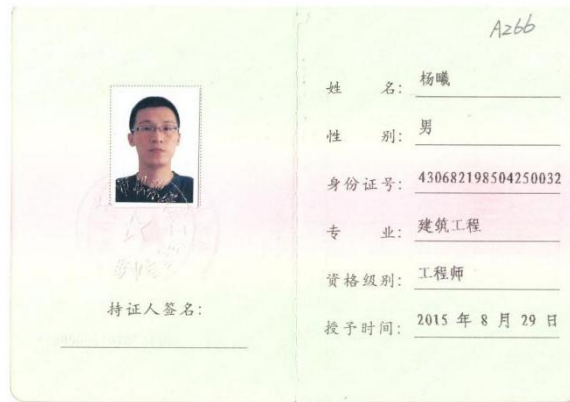 A266
姓 名: 杨曦
性 别: 男
身份证号: 430682198504250032
专 业: 建筑工程
资格级别: 工程师
授予时间: 2015 年 8 月 29 日
持证人签名: